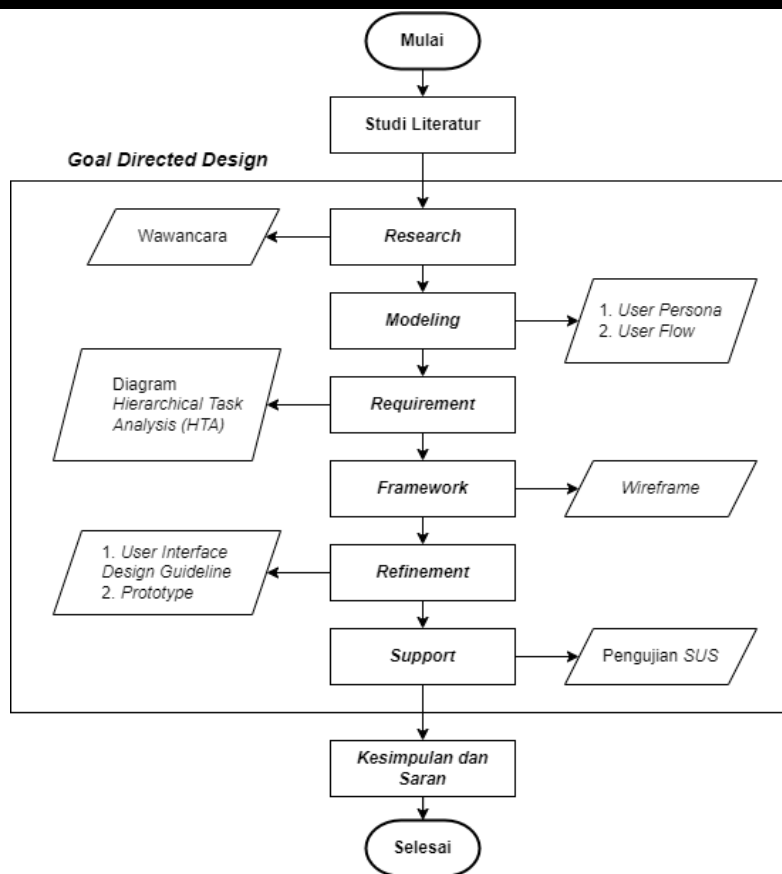 Mulai
Studi Literatur
Goal Directed Design
Wawancara
Research
Modeling
1. User Persona
2. User Flow
Diagram
Hierarchical Task
Analysis (HTA)
Requirement
Framework
Wireframe
1. User Interface
Design Guideline
2. Prototype
Refinement
Support
Pengujian SUS
Kesimpulan dan
Saran
Selesai